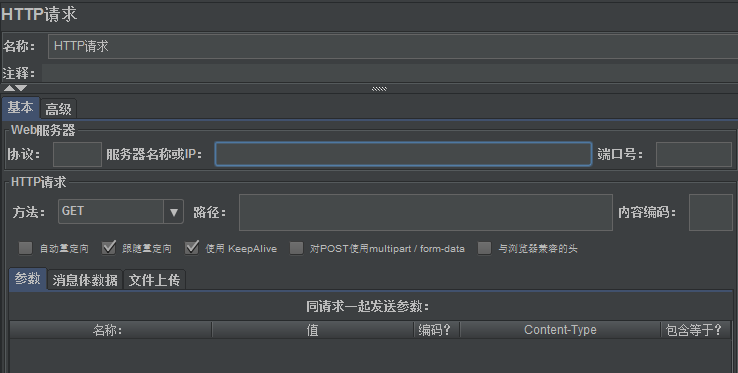 HTTP请求
名称： HTTP请求
注释：
基本 高级
Web服务器
协议： 服务器名称或IP： 端口号：
HTTP请求
方法： GET 路径： 内容编码：
自动重定向 跟随重定向 使用 KeepAlive 对POST使用multipart / form-data 与浏览器兼容的头
参数 消息体数据 文件上传
同请求一起发送参数：
名称： 值 编码？ Content-Type 包含等于？